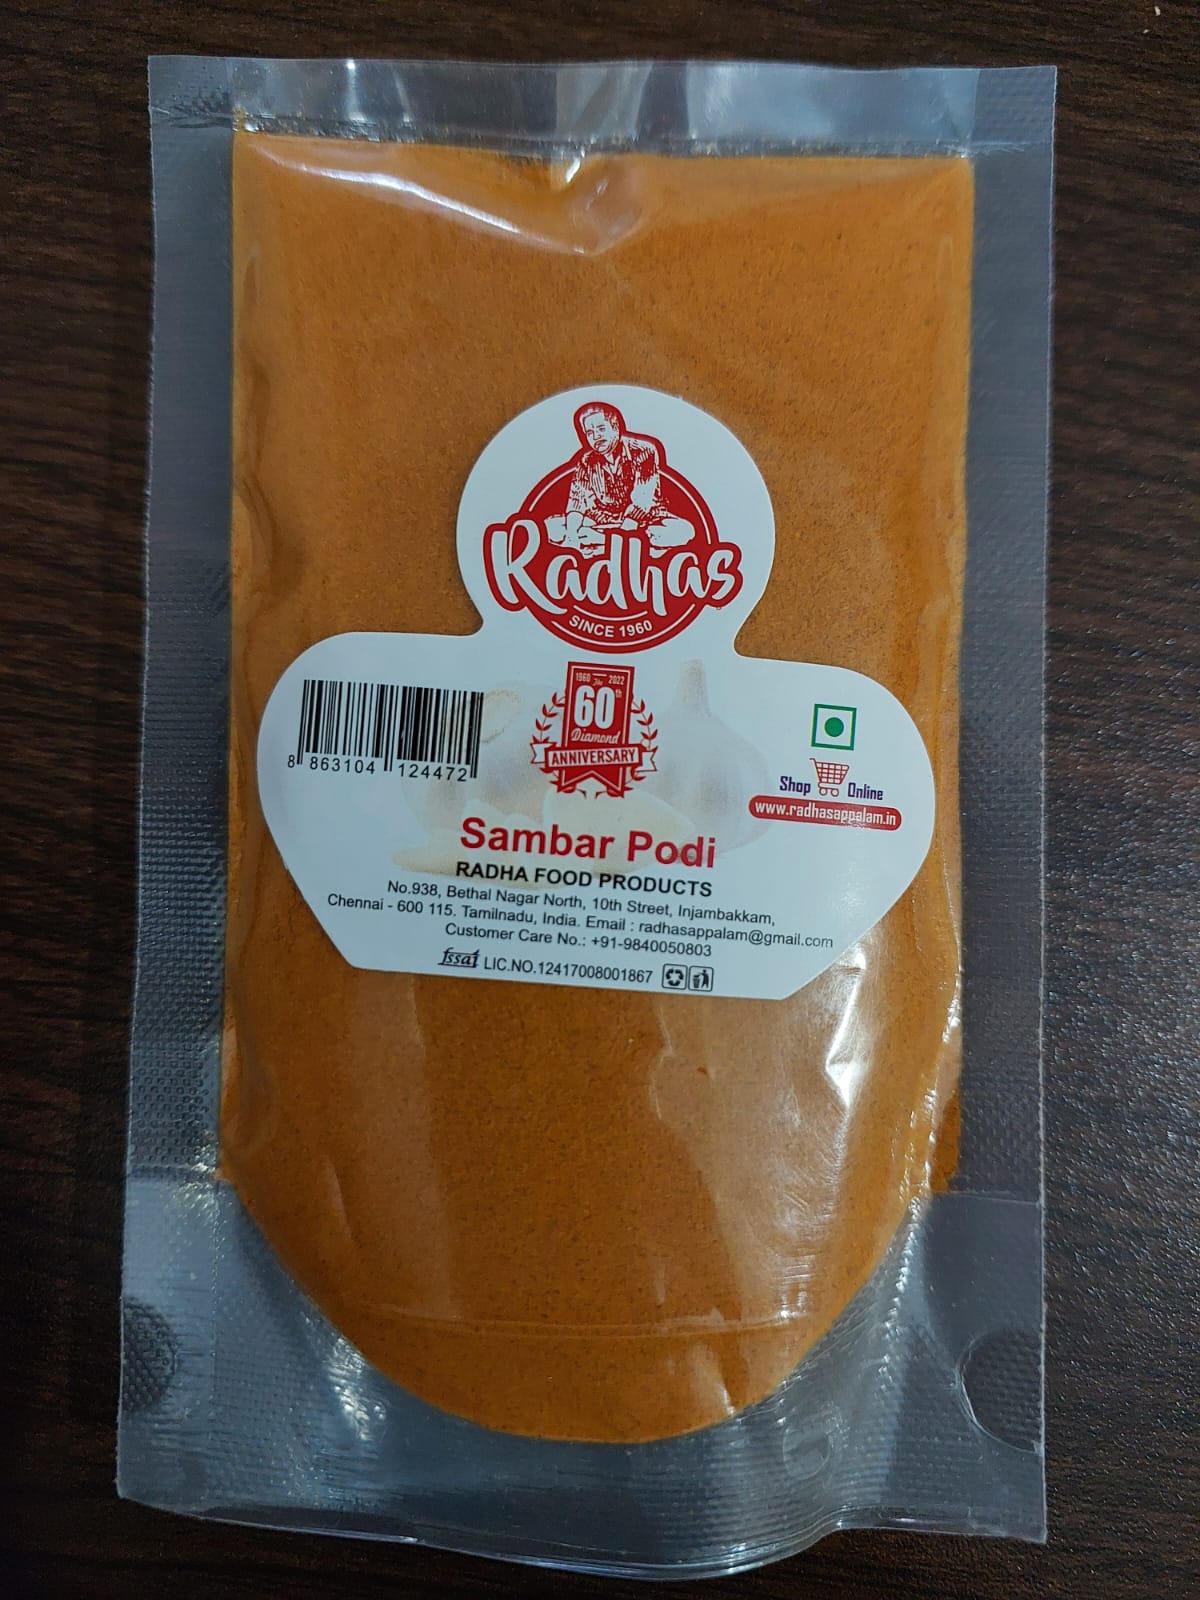 Radhas
SINCE 1960
1960 The 2022
60th
Diamond
ANNIVERSARY
8 863104 124472
Shop Online
www.radhasappalam.in
Sambar Podi
RADHA FOOD PRODUCTS
No.938, Bethal Nagar North, 10th Street, Injambakkam,
Chennai - 600 115. Tamilnadu, India. Email : radhasappalam@gmail.com
Customer Care No.: +91-9840050803
fssai LIC.NO.12417008001867